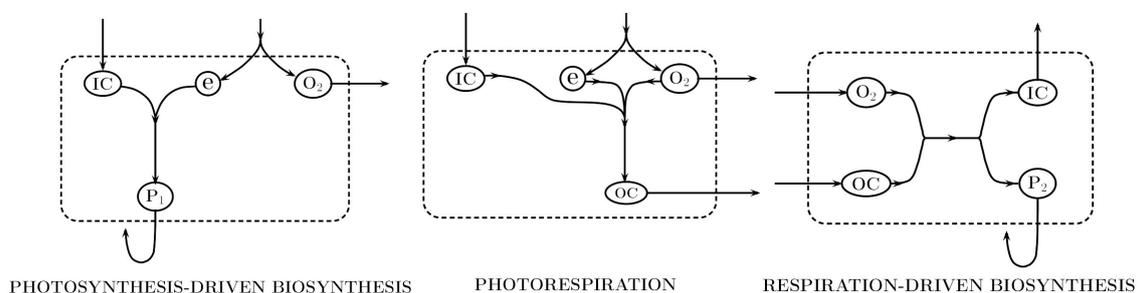 IC e O₂
P₁
PHOTOSYNTHESIS-DRIVEN BIOSYNTHESIS
IC e O₂
OC
PHOTORESPIRATION
O₂ IC
OC P₂
RESPIRATION-DRIVEN BIOSYNTHESIS